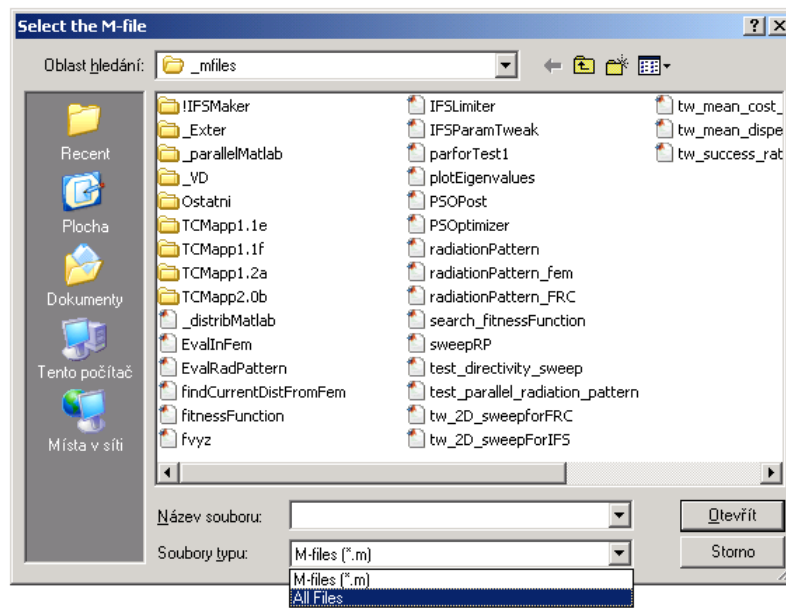 Select the M-file
Oblast hledání:
_mfiles
Recent
Plocha
Dokumenty
Tento počítač
Místa v síti
!IFSMaker
_Exter
_parallelMatlab
_VD
Ostatni
TCMapp1.1e
TCMapp1.1f
TCMapp1.2a
TCMapp2.0b
_distribMatlab
EvalInFem
EvalRadPattern
findCurrentDistFromFem
fitnessFunction
fvyz
IFSLimiter
IFSParamTweak
parforTest1
plotEigenvalues
PSOPost
PSOptimizer
radiationPattern
radiationPattern_fem
radiationPattern_FRC
search_fitnessFunction
sweepRP
test_directivity_sweep
test_parallel_radiation_pattern
tw_2D_sweepforFRC
tw_2D_sweepForIFS
tw_mean_cost_
tw_mean_dispe
tw_success_rat
Název souboru:
Otevřít
Soubory typu:
M-files (*.m)
Storno
M-files (*.m)
All Files